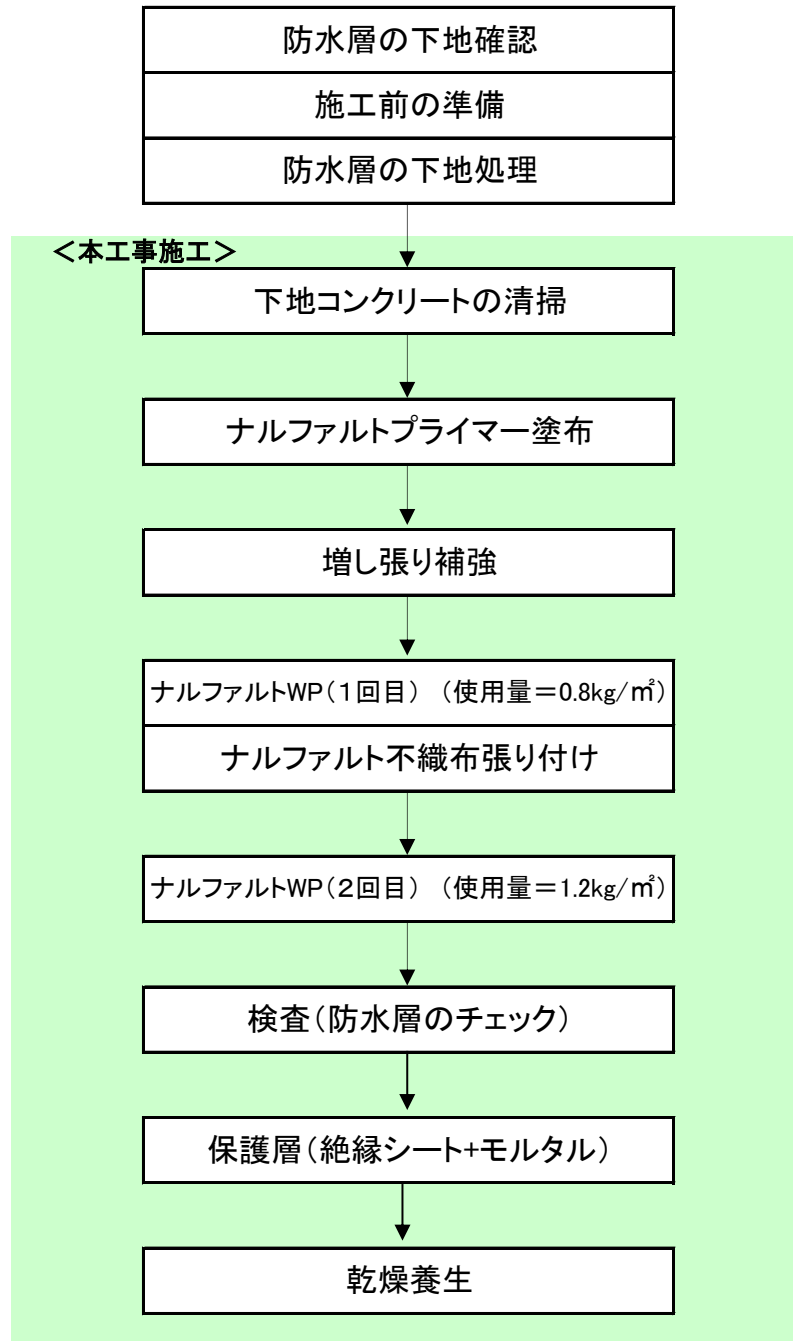 防水層の下地確認
施工前の準備
防水層の下地処理
＜本工事施工＞
下地コンクリートの清掃
ナルファルトプライマー塗布
増し張り補強
ナルファルトWP（１回目）　（使用量＝0.8kg/㎡）
ナルファルト不織布張り付け
ナルファルトWP（２回目）　（使用量＝1.2kg/㎡）
検査（防水層のチェック）
保護層（絶縁シート+モルタル）
乾燥養生